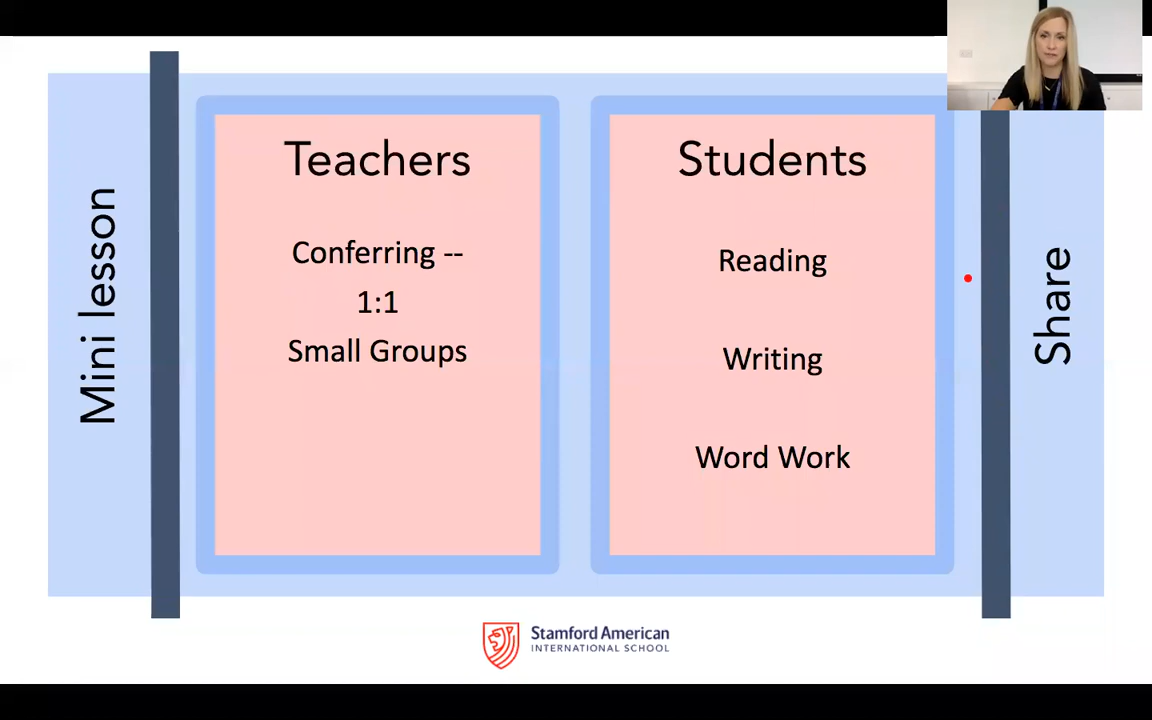 Mini lesson
Teachers
Conferring --
1:1
Small Groups
Students
Reading
Writing
Word Work
Share
Stamford American
INTERNATIONAL SCHOOL